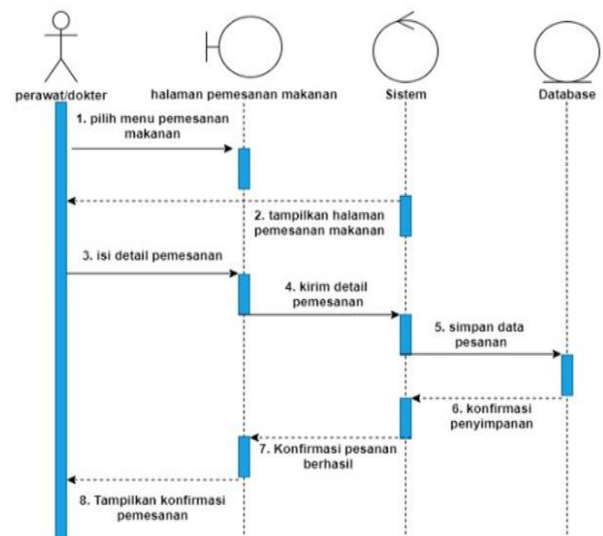 perawat/dokter
halaman pemesanan makanan
Sistem
Database
1. pilih menu pemesanan
makanan
2. tampilkan halaman
pemesanan makanan
3. isi detail pemesanan
4. kirim detail
pemesanan
5. simpan data
pesanan
6. konfirmasi
penyimpanan
7. Konfirmasi pesanan
berhasil
8. Tampilkan konfirmasi
pemesanan